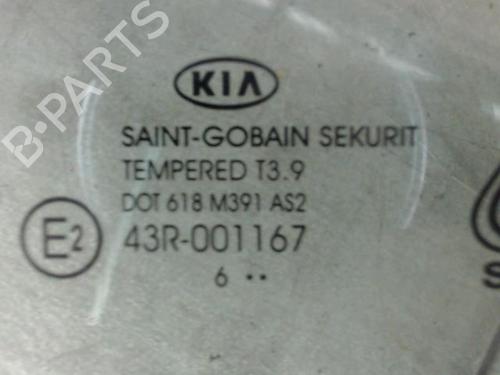 B-PARTS
KIA
SAINT-GOBAIN SEKURIT
TEMPERED T3.9
DOT 618 M391 AS2
E2 43R-001167
6 ••
S